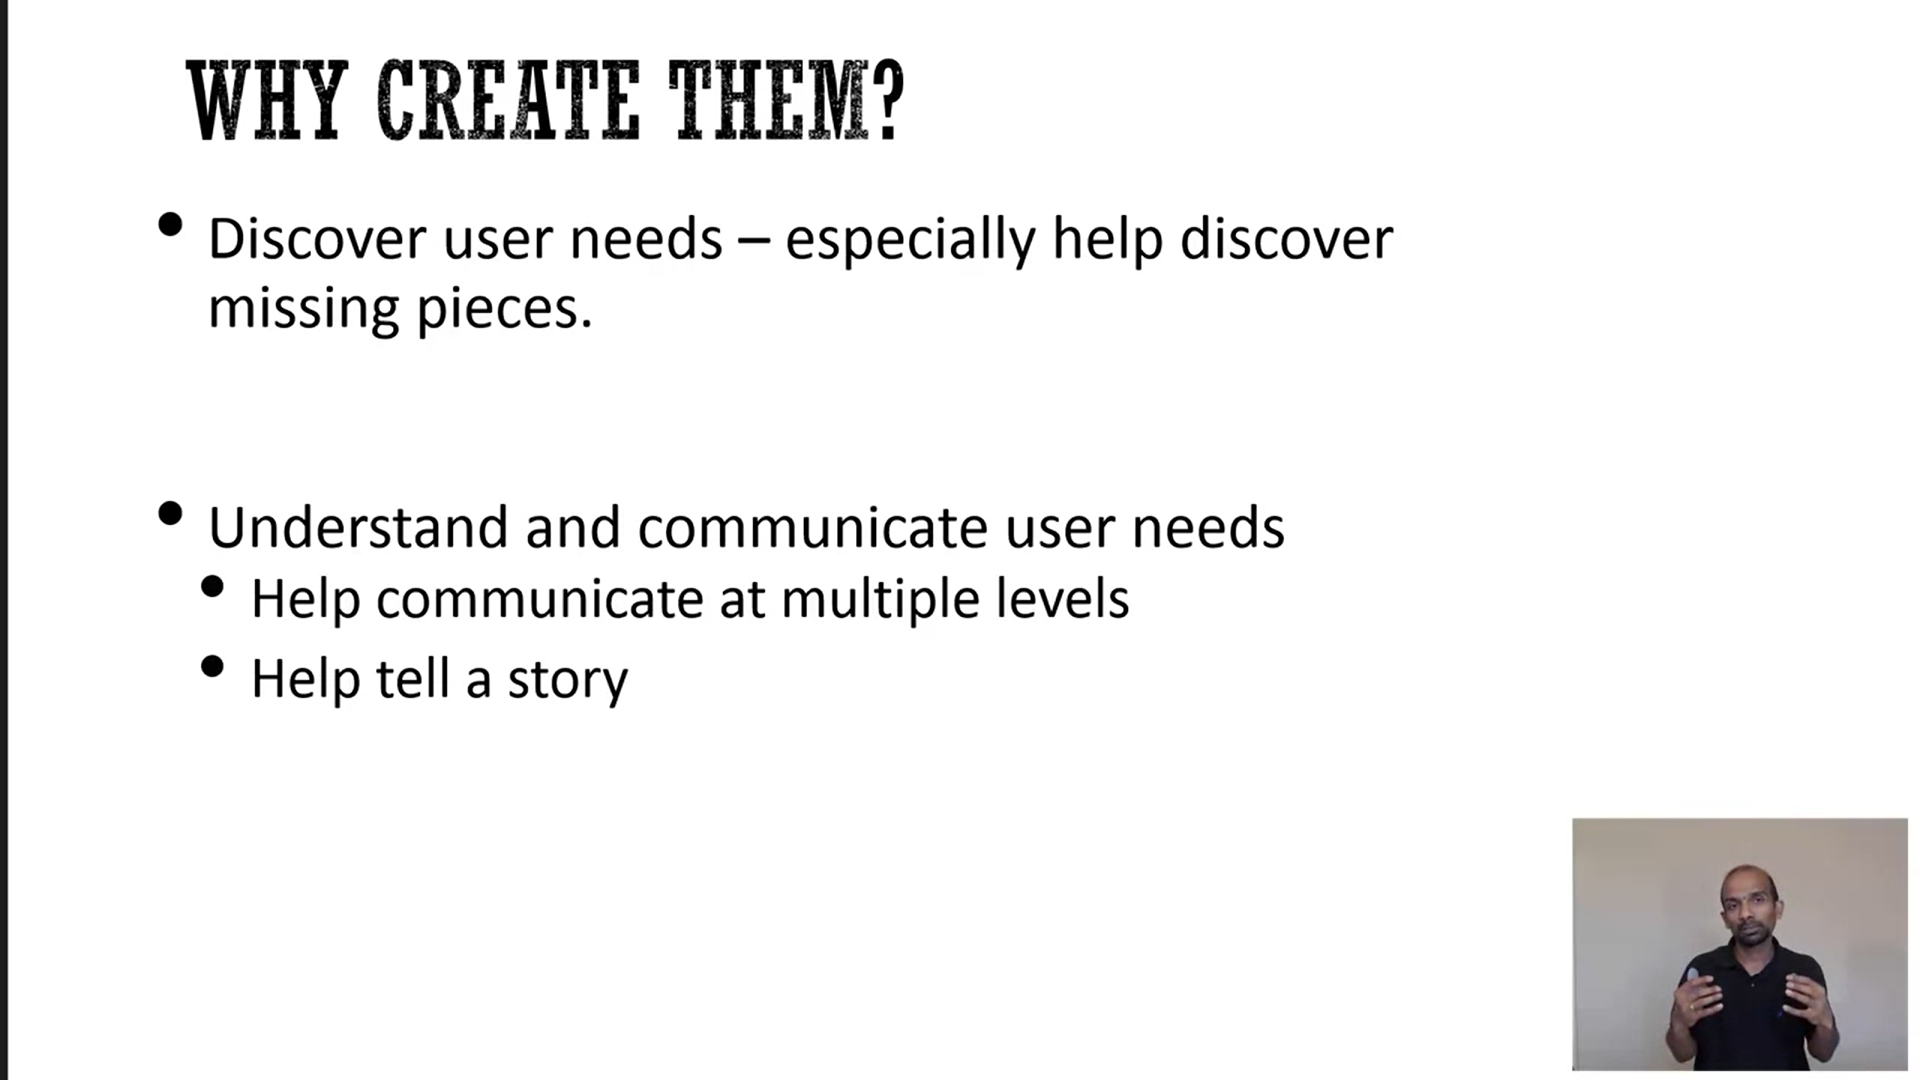 WHY CREATE THEM?
• Discover user needs – especially help discover
missing pieces.
• Understand and communicate user needs
• Help communicate at multiple levels
• Help tell a story